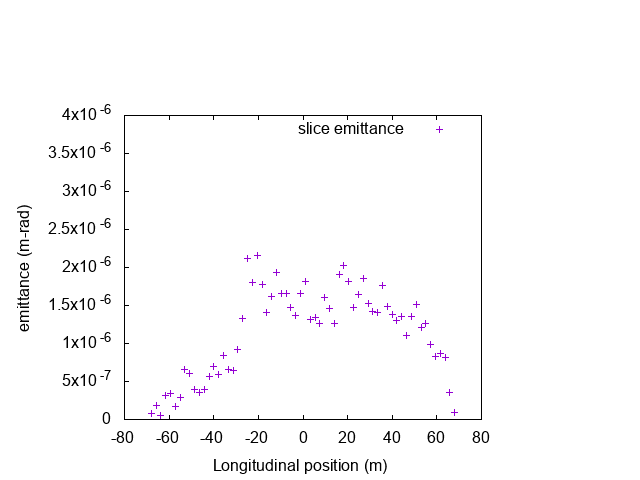 4x10^-6
slice emittance
3.5x10^-6
3x10^-6
2.5x10^-6
2x10^-6
1.5x10^-6
1x10^-6
5x10^-7
0
-80 -60 -40 -20 0 20 40 60 80
Longitudinal position (m)
emittance (m-rad)